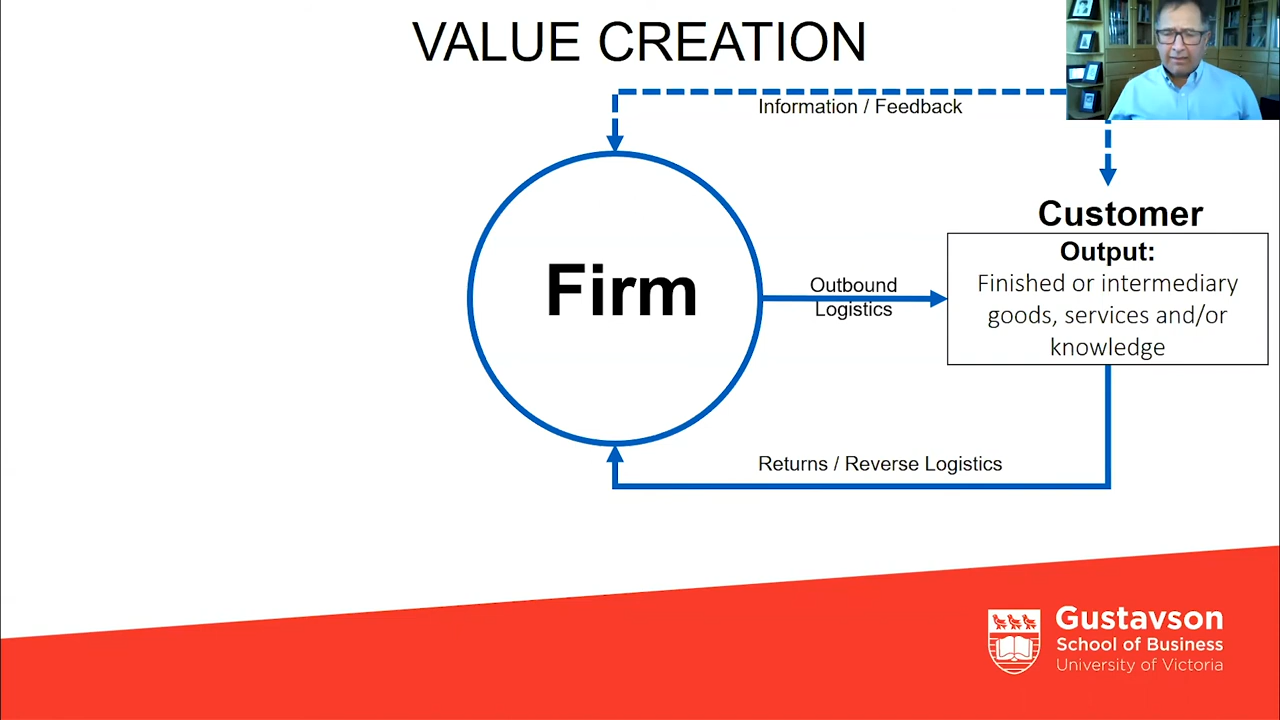 VALUE CREATION
Information / Feedback
Customer
Firm
Outbound
Logistics
Output:
Finished or intermediary
goods, services and/or
knowledge
Returns / Reverse Logistics
Gustavson
School of Business
University of Victoria